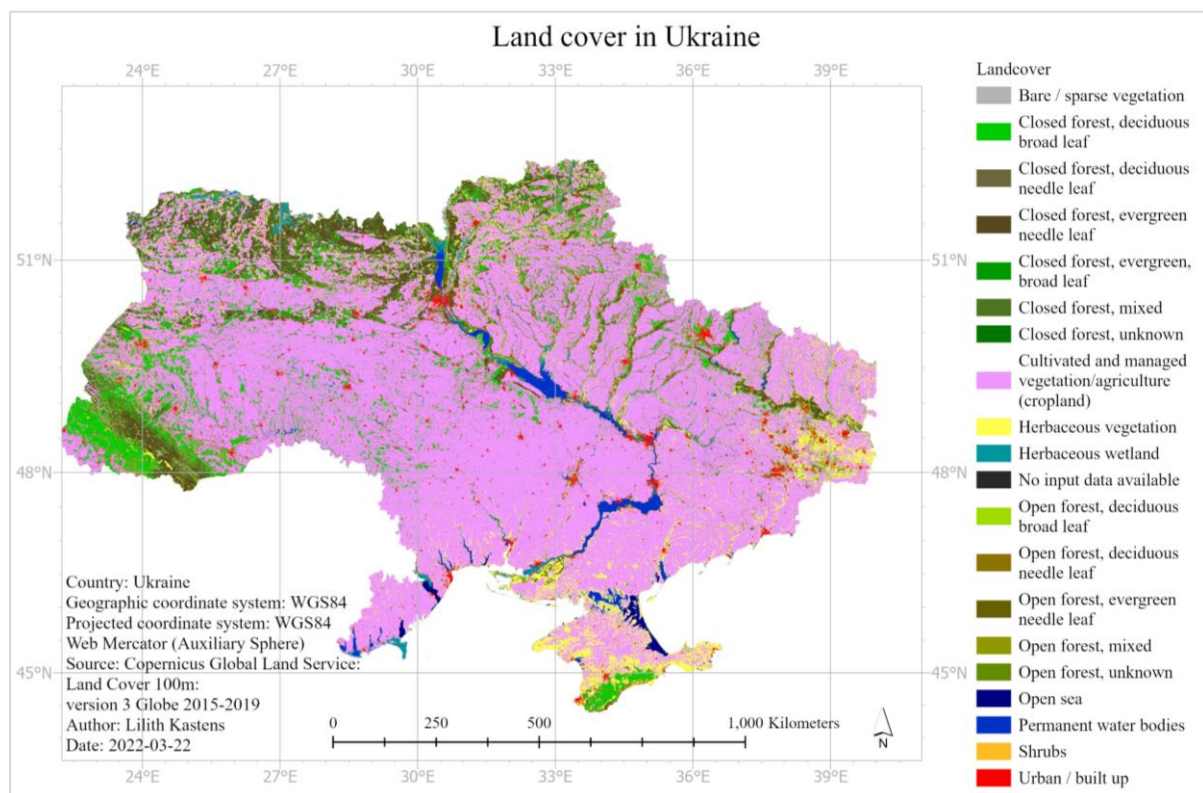 Land cover in Ukraine
24°E 27°E 30°E 33°E 36°E 39°E
51°N 51°N
48°N 48°N
45°N 45°N
24°E 27°E 30°E 33°E 36°E 39°E
Country: Ukraine
Geographic coordinate system: WGS84
Projected coordinate system: WGS84
Web Mercator (Auxiliary Sphere)
Source: Copernicus Global Land Service:
Land Cover 100m:
version 3 Globe 2015-2019
Author: Lilith Kastens
Date: 2022-03-22
0 250 500 1,000 Kilometers
N
Landcover
Bare / sparse vegetation
Closed forest, deciduous
broad leaf
Closed forest, deciduous
needle leaf
Closed forest, evergreen
needle leaf
Closed forest, evergreen,
broad leaf
Closed forest, mixed
Closed forest, unknown
Cultivated and managed
vegetation/agriculture
(cropland)
Herbaceous vegetation
Herbaceous wetland
No input data available
Open forest, deciduous
broad leaf
Open forest, deciduous
needle leaf
Open forest, evergreen
needle leaf
Open forest, mixed
Open forest, unknown
Open sea
Permanent water bodies
Shrubs
Urban / built up